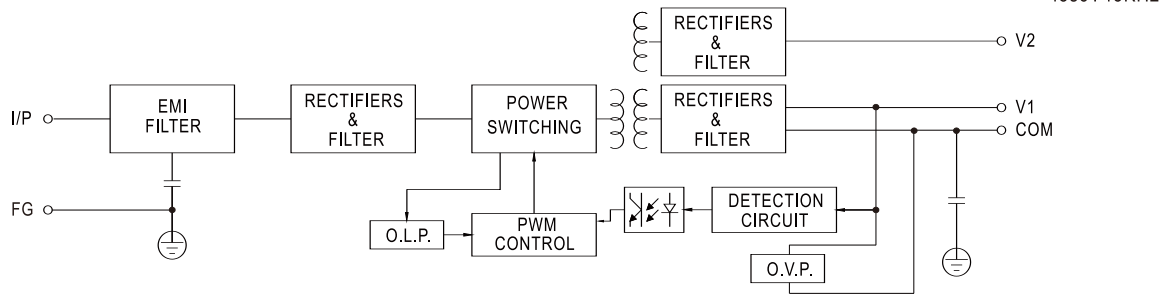 RECTIFIERS
&
FILTER
V2
I/P
EMI
FILTER
RECTIFIERS
&
FILTER
POWER
SWITCHING
RECTIFIERS
&
FILTER
V1
COM
FG
O.L.P.
PWM
CONTROL
DETECTION
CIRCUIT
O.V.P.